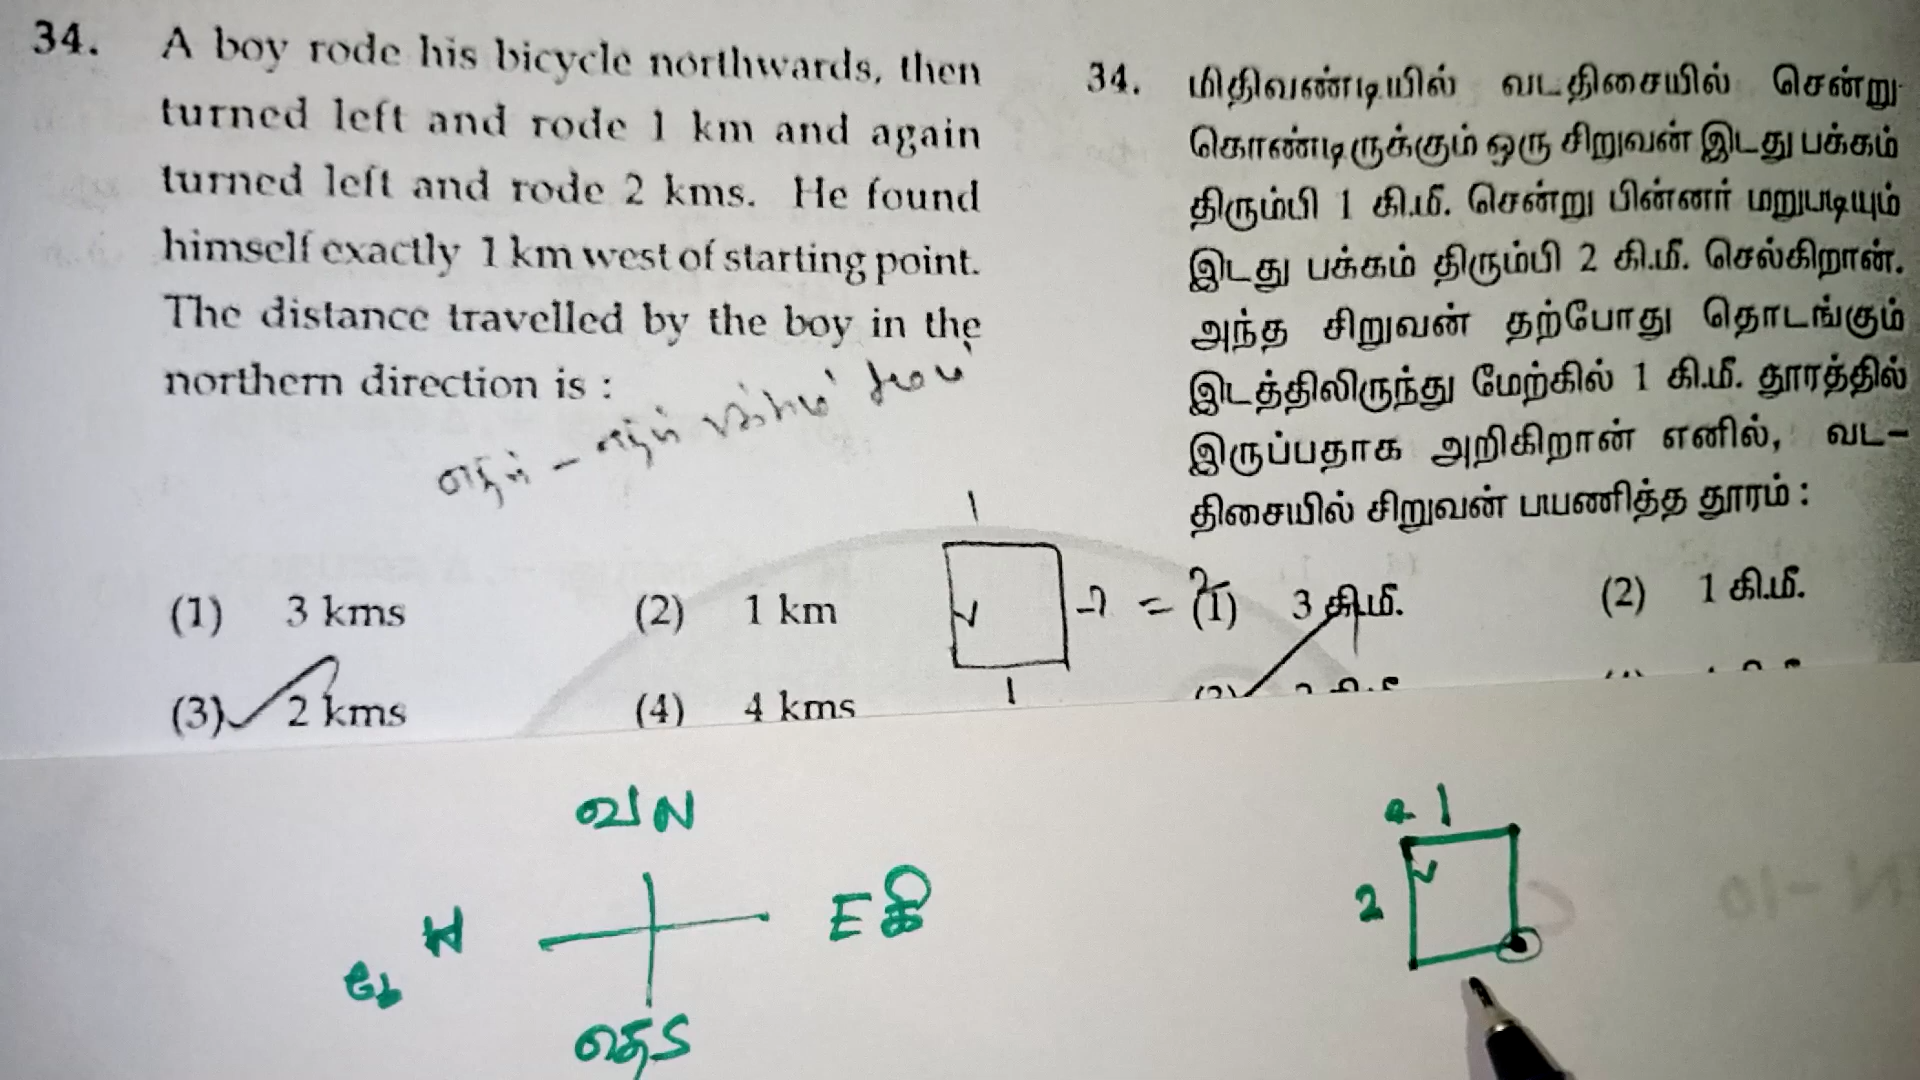 34. A boy rode his bicycle northwards, then
turned left and rode 1 km and again
turned left and rode 2 kms. He found
himself exactly 1 km west of starting point.
The distance travelled by the boy in the
northern direction is :
(1) 3 kms (2) 1 km
(3) 2 kms (4) 4 kms
34. மிதிவண்டியில் வடதிசையில் சென்று
கொண்டிருக்கும் ஒரு சிறுவன் இடது பக்கம்
திரும்பி 1 கி.மீ. சென்று பின்னர் மறுபடியும்
இடது பக்கம் திரும்பி 2 கி.மீ. செல்கிறான்.
அந்த சிறுவன் தற்போது தொடங்கும்
இடத்திலிருந்து மேற்கில் 1 கி.மீ. தூரத்தில்
இருப்பதாக அறிகிறான் எனில், வட-
திசையில் சிறுவன் பயணித்த தூரம் :
(1) 3 கி.மீ. (2) 1 கி.மீ.
1
1
வ N
E கி
தெ S
1
2